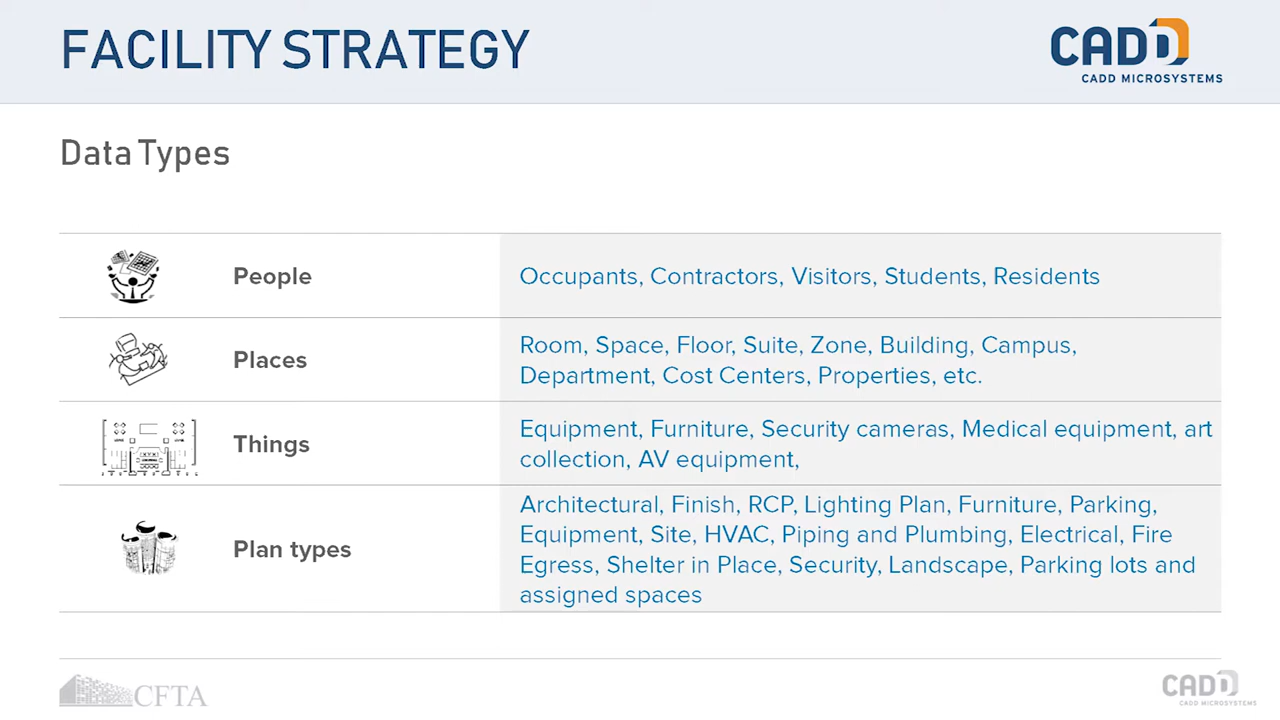 FACILITY STRATEGY
CADD
CADD MICROSYSTEMS
Data Types
People
Occupants, Contractors, Visitors, Students, Residents
Places
Room, Space, Floor, Suite, Zone, Building, Campus,
Department, Cost Centers, Properties, etc.
Things
Equipment, Furniture, Security cameras, Medical equipment, art
collection, AV equipment,
Plan types
Architectural, Finish, RCP, Lighting Plan, Furniture, Parking,
Equipment, Site, HVAC, Piping and Plumbing, Electrical, Fire
Egress, Shelter in Place, Security, Landscape, Parking lots and
assigned spaces
CFTA
CADD
CADD MICROSYSTEMS